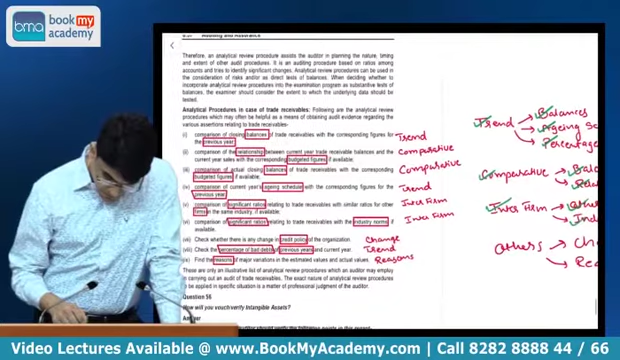 bma
book my
academy
Auditing and Assurance
Therefore, an analytical review procedure assists the auditor in planning the nature, timing
and extent of other audit procedures. It is an auditing procedure based on ratios among
accounts and tries to identify significant changes. Analytical review procedures can be used in
the consideration of risks and/or as direct tests of balances. When deciding whether to
incorporate analytical review procedures into the examination program as substantive tests of
balances, the examiner should consider the extent to which the underlying data should be
tested.
Analytical Procedures in case of trade receivables: Following are the analytical review
procedures which may often be helpful as a means of obtaining audit evidence regarding the
various assertions relating to trade receivables-
(i) comparison of closing balances of trade receivables with the corresponding figures for
the previous year; Trend
(ii) comparison of the relationship between current year trade receivable balances and the
current year sales with the corresponding budgeted figures if available; Comparative
(iii) comparison of actual closing balances of trade receivables with the corresponding
budgeted figures if available; Comparative
(iv) comparison of current year's ageing schedule with the corresponding figures for the
previous year; Trend
(v) comparison of significant ratios relating to trade receivables with similar ratios for other
firms in the same industry, if available; Inter Firm
(vi) comparison of significant ratios relating to trade receivables with the industry norms if
available. Inter Firm
(vii) Check whether there is any change in credit policy of the organization. Change
(viii) Check the percentage of bad debts of previous years and current year. Trend
(ix) Find the reasons of major variations in the estimated values and actual values. Reasons
These are only an illustrative list of analytical review procedures which an auditor may employ
in carrying out an audit of trade receivables. The exact nature of analytical review procedures
to be applied in specific situation is a matter of professional judgment of the auditor.
Question 56
How will you vouch/verify Intangible Assets?
Answer
Trend
Balances
Ageing Sc
Percentage
Comparative
Bal
Inter Firm
Ind
Others
Cha
Rea
Video Lectures Available @ www.BookMyAcademy.com | Call 8282 8888 44 / 66